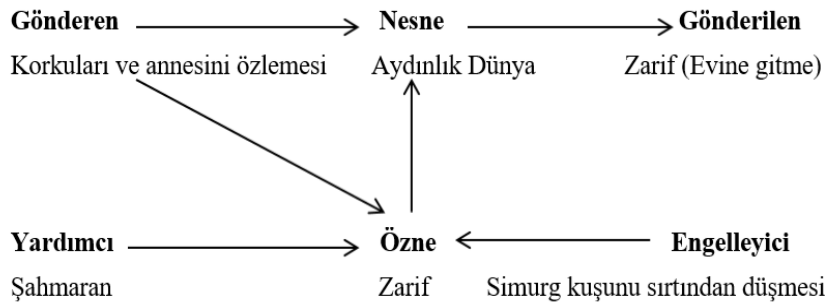 Gönderen Nesne Gönderilen
Korkuları ve annesini özlemesi Aydınlık Dünya Zarif (Evine gitme)
Yardımcı Özne Engelleyici
Şahmaran Zarif Simurg kuşunu sırtından düşmesi